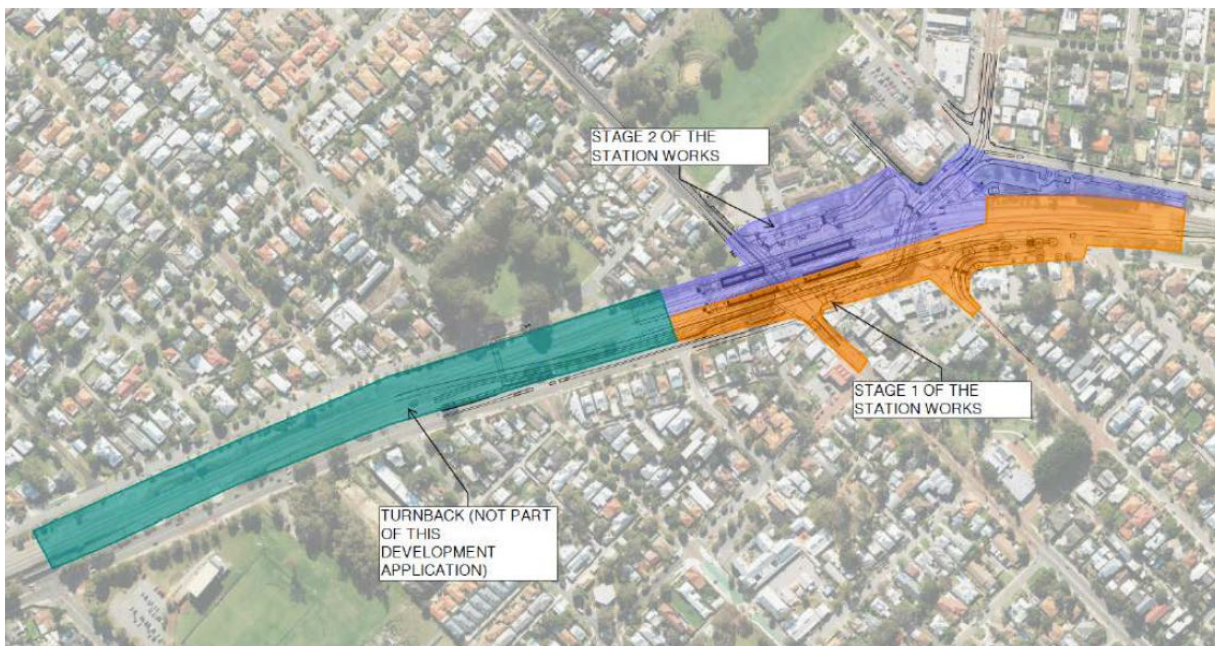 STAGE 2 OF THE
STATION WORKS
STAGE 1 OF THE
STATION WORKS
TURNBACK (NOT PART
OF THIS
DEVELOPMENT
APPLICATION)